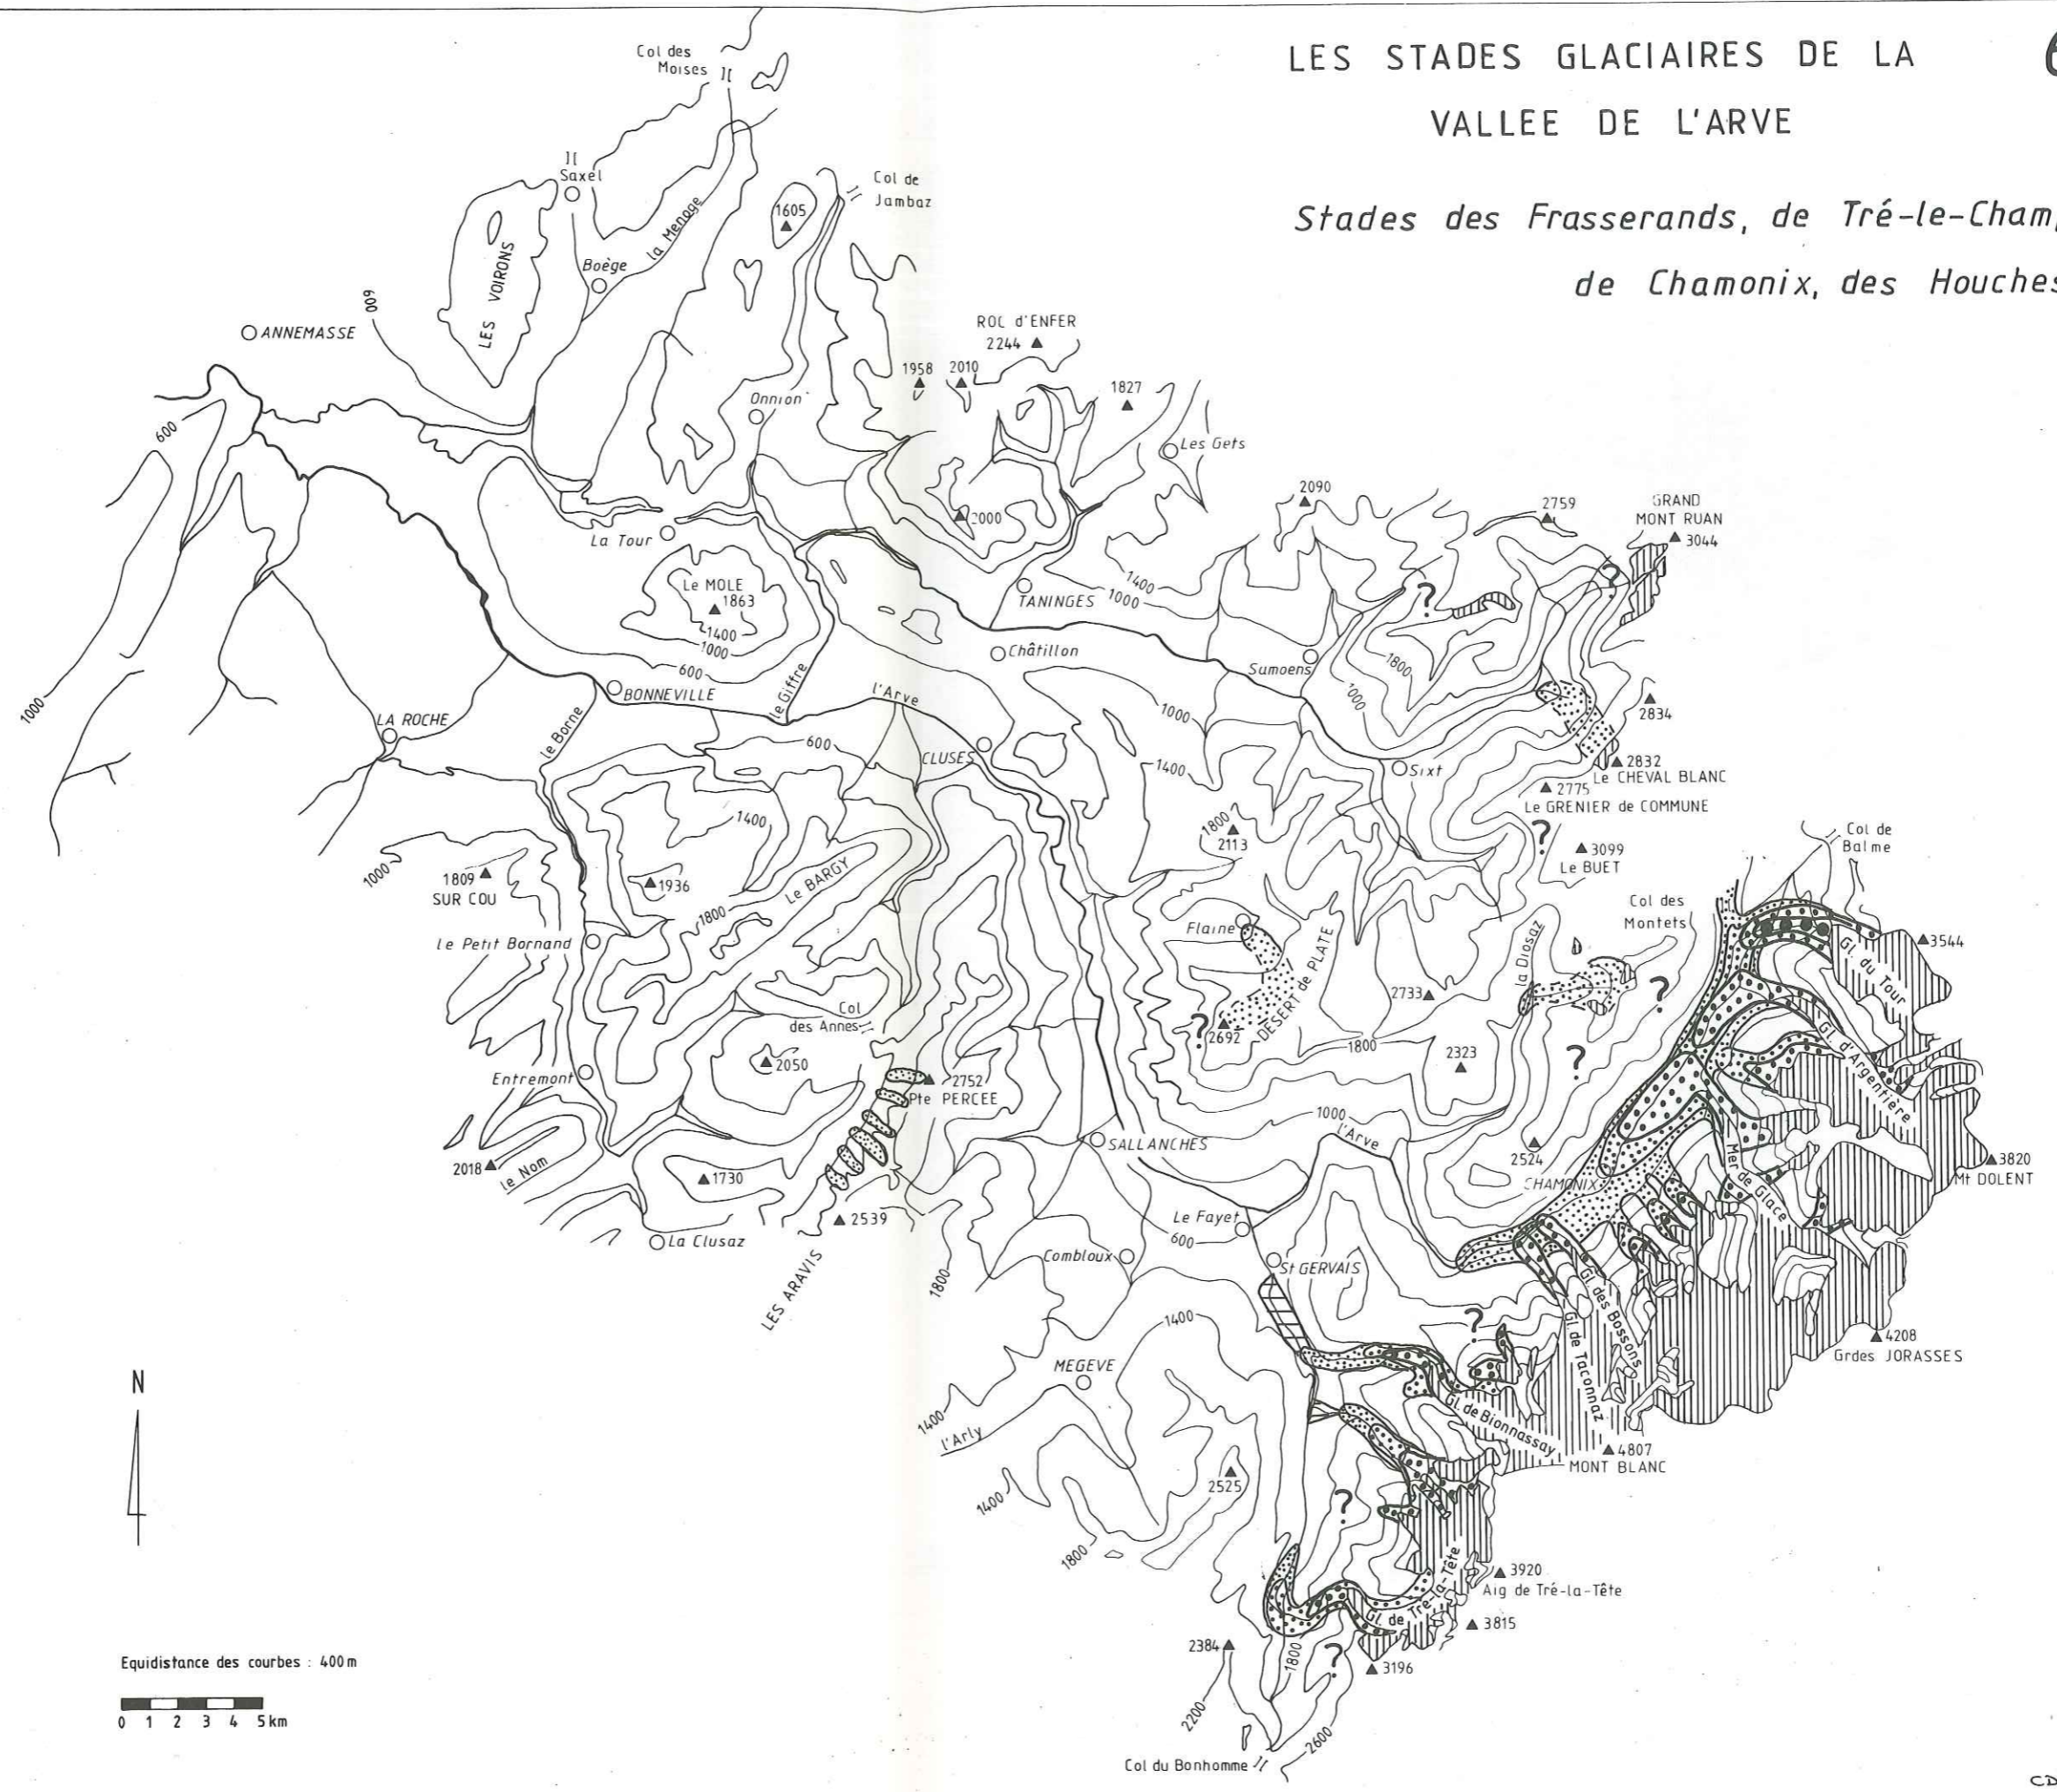 LES STADES GLACIAIRES DE LA
VALLEE DE L'ARVE
Stades des Frasserands, de Tré-le-Cham
de Chamonix, des Houches
Col des
Moises
Saxel
Col de
Jambaz
1605
la Menoge
Boège
LES VOIRONS
600
ANNEMASSE
ROC d'ENFER
2244
1958
2010
1827
Onnion
Les Gets
600
2090
2759
GRAND
MONT RUAN
3044
La Tour
2000
Le MOLE
1863
1400
1000
600
TANINGES
1400
1000
?
?
Châtillon
Samoens
1800
1000
BONNEVILLE
le Giffre
l'Arve
1000
2834
1000
LA ROCHE
le Borne
600
CLUSES
1400
Sixt
2832
Le CHEVAL BLANC
2775
Le GRENIER de COMMUNE
1400
1800
2113
?
3099
Le BUET
Col de
Balme
1000
1809
SUR COU
1936
Le BARGY
1800
Col des
Montets
le Petit Bornand
Flaine
DESERT de PLATE
la Diosaz
Gl. du Tour
3544
Col
des Annes
2733
?
?
2692
1800
2323
?
Gl. d'Argentière
2050
Entremont
2752
Pte PERCEE
1000
l'Arve
SALLANCHES
2524
CHAMONIX
Mer de Glace
3820
Mt DOLENT
2018
le Nom
1730
2539
La Clusaz
Le Fayet
600
Combloux
St GERVAIS
LES ARAVIS
1800
1400
?
Gl. des Bossons
Gl. de Taconnaz
4208
Grdes JORASSES
MEGEVE
N
1400
l'Arly
Gl. de Bionnassay
4807
MONT BLANC
2525
1400
?
1800
3920
Aig de Tré-la-Tête
Gl. de Tré-la-Tête
3815
2384
1800
?
3196
Equidistance des courbes : 400m
0 1 2 3 4 5km
2200
2600
Col du Bonhomme